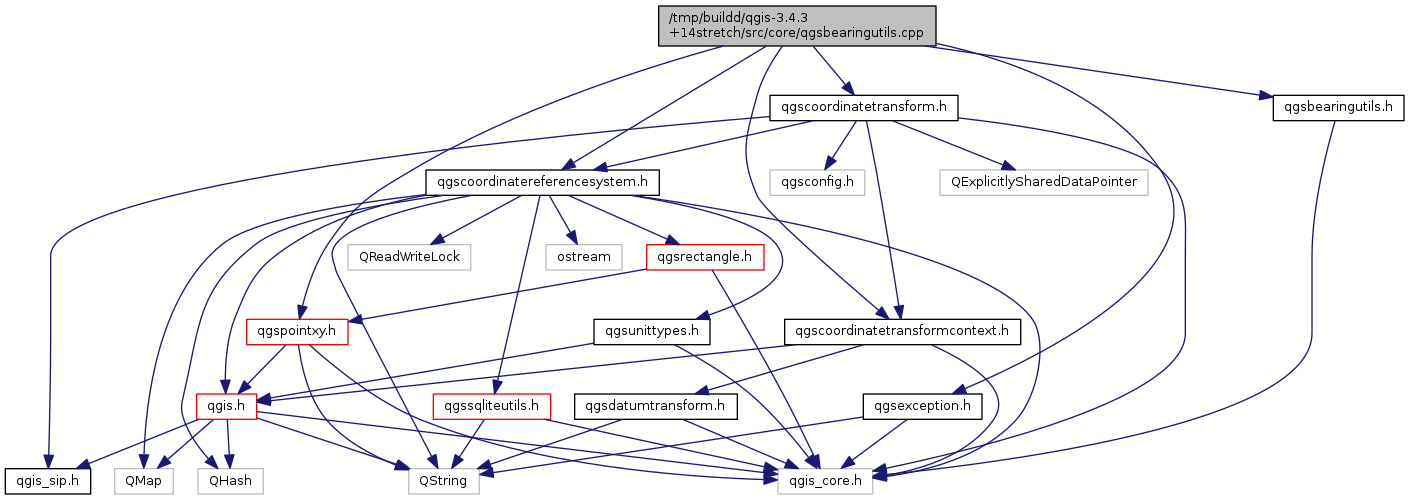 /tmp/buildd/qgis-3.4.3
+14stretch/src/core/qgsbearingutils.cpp
qgscoordinatetransform.h
qgsbearingutils.h
qgscoordinatereferencesystem.h
qgsconfig.h
QExplicitlySharedDataPointer
QReadWriteLock
ostream
qgsrectangle.h
qgspointxy.h
qgsunittypes.h
qgscoordinatetransformcontext.h
qgis.h
qgssqliteutils.h
qgsdatumtransform.h
qgsexception.h
qgis_sip.h
QMap
QHash
QString
qgis_core.h